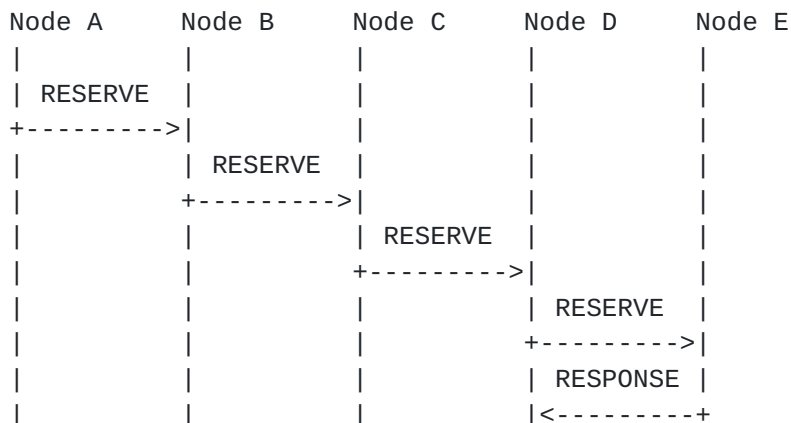 Node A Node B Node C Node D Node E
RESERVE
RESERVE
RESERVE
RESERVE
RESPONSE